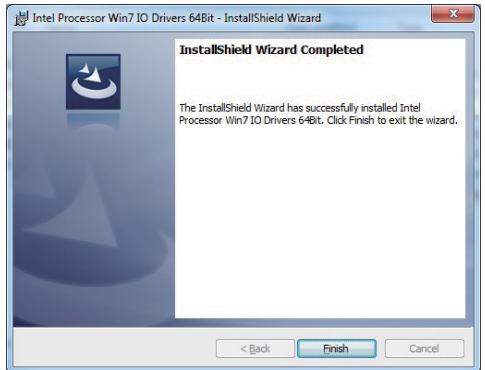 Intel Processor Win7 IO Drivers 64Bit - InstallShield Wizard
InstallShield Wizard Completed
The InstallShield Wizard has successfully installed Intel
Processor Win7 IO Drivers 64Bit. Click Finish to exit the wizard.
< Back
Finish
Cancel